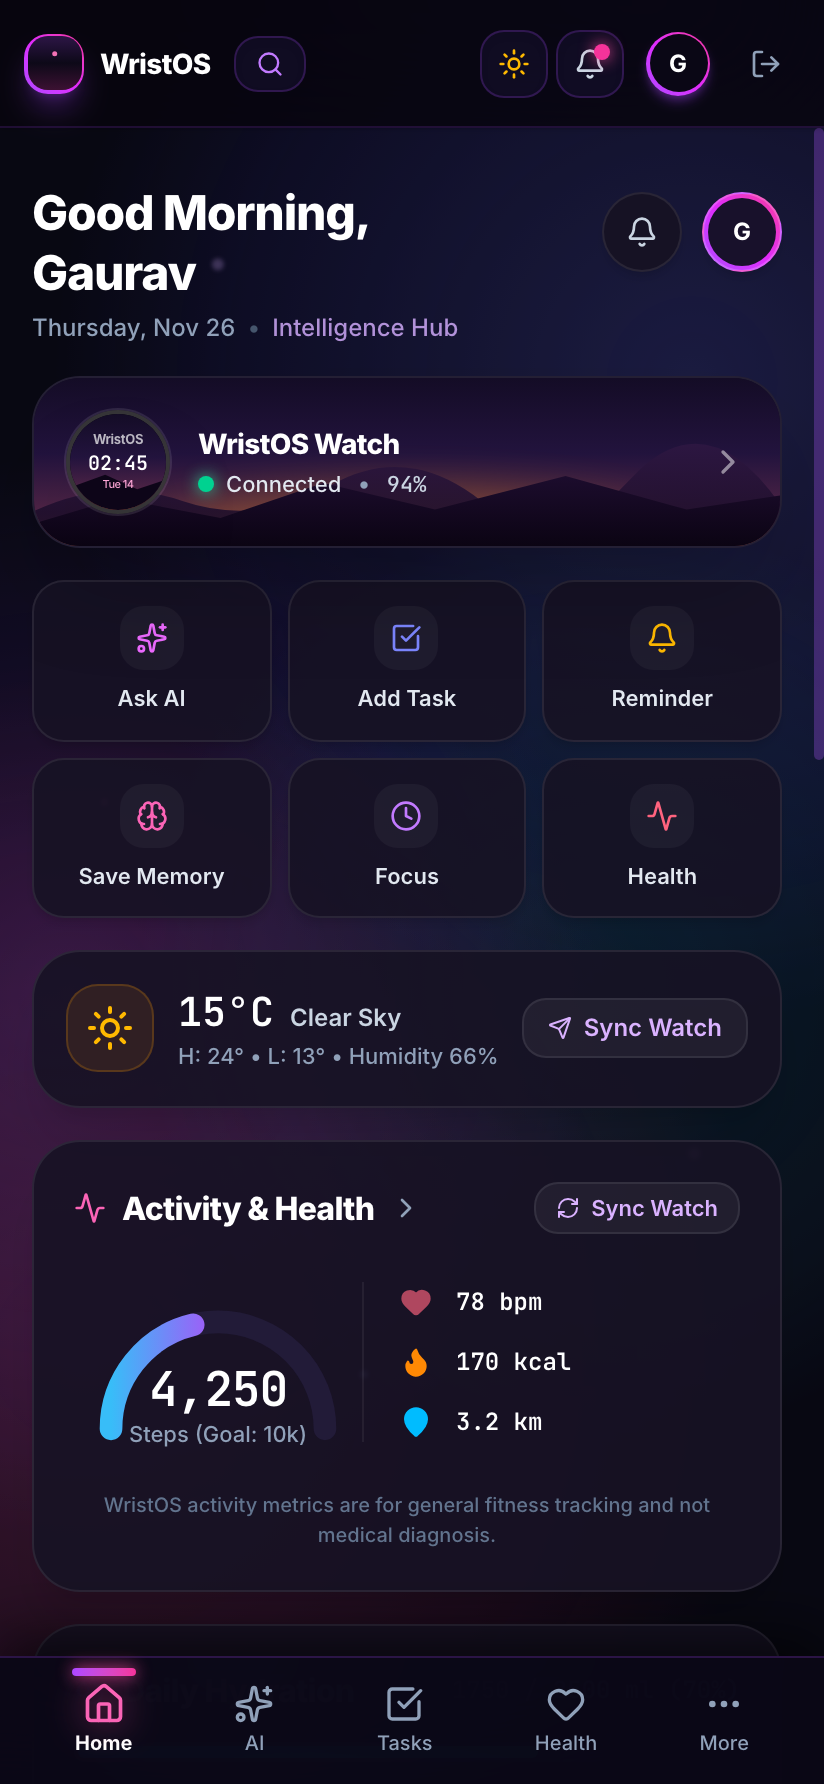 WristOS
G
Good Morning,
Gaurav
G
Thursday, Nov 26 • Intelligence Hub
WristOS
02:45
Tue 14
WristOS Watch
Connected • 94%
Ask AI
Add Task
Reminder
Save Memory
Focus
Health
15°C Clear Sky
H: 24° • L: 13° • Humidity 66%
Sync Watch
Activity & Health
Sync Watch
4,250
Steps (Goal: 10k)
78 bpm
170 kcal
3.2 km
WristOS activity metrics are for general fitness tracking and not
medical diagnosis.
Home
AI
Tasks
Health
More